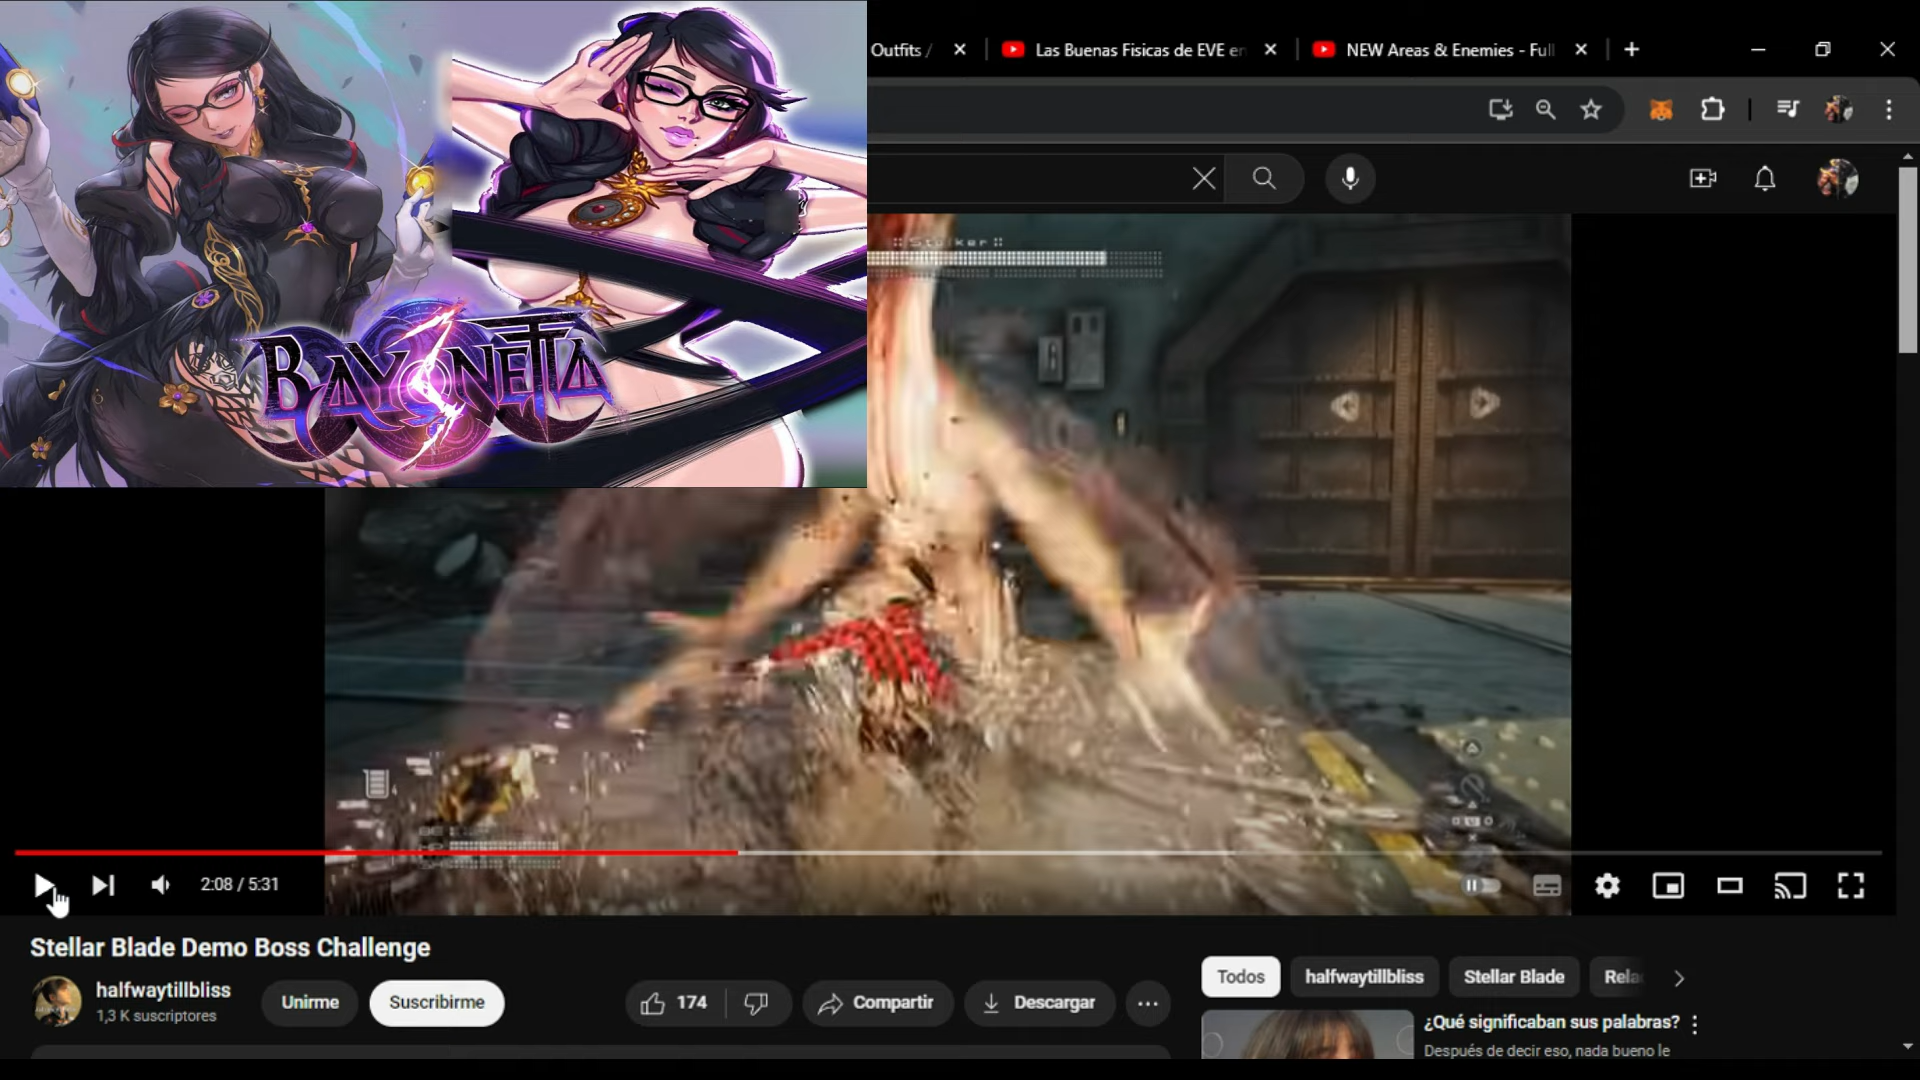 Outfits /
Las Buenas Fisicas de EVE en
NEW Areas & Enemies - Full
Stalker
BAYONETTA
2:08 / 5:31
Stellar Blade Demo Boss Challenge
halfwaytillbliss
1,3 K suscriptores
Unirme
Suscribirme
174
Compartir
Descargar
Todos
halfwaytillbliss
Stellar Blade
Rela
¿Qué significaban sus palabras?
Después de decir eso, nada bueno le